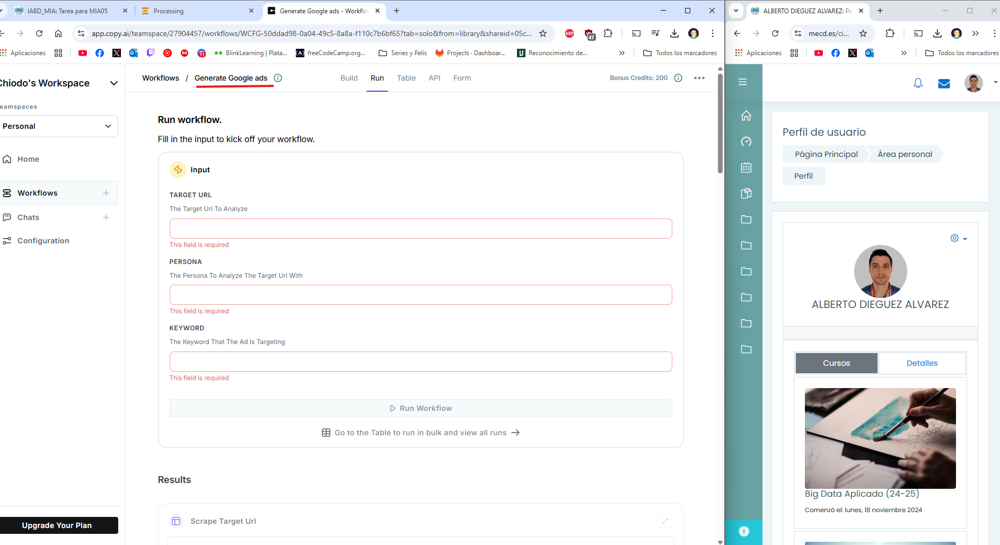 IABD_MIA: Tarea para MIA05
Processing
Generate Google ads - Workflo
app.copy.ai/teamspace/27904457/workflows/WCFG-50ddad98-0a04-49c5-8a8a-f110c7b6bf65?tab=solo&from=library&shareid=05c...
ABP
47
Aplicaciones
11
BlinkLearning | Plata...
freeCodeCamp.org...
Series y Pelis
Projects · Dashboar...
Reconocimiento de...
Todos los marcadores
Chiodo's Workspace
eamspaces
Personal
Home
Workflows
Chats
Configuration
Upgrade Your Plan
Workflows / Generate Google ads
Build
Run
Table
API
Form
Bonus Credits: 200
Run workflow.
Fill in the input to kick off your workflow.
Input
TARGET URL
The Target Url To Analyze
This field is required
PERSONA
The Persona To Analyze The Target Url With
This field is required
KEYWORD
The Keyword That The Ad Is Targeting
This field is required
Run Workflow
Go to the Table to run in bulk and view all runs
Results
Scrape Target Url
ALBERTO DIEGUEZ ALVAREZ: Pe
mecd.es/ci...
Aplicaciones
Todos los marcadores
Perfil de usuario
Página Principal
Área personal
Perfil
ALBERTO DIEGUEZ ALVAREZ
Cursos
Detalles
Big Data Aplicado (24-25)
Comenzó el: lunes, 18 noviembre 2024